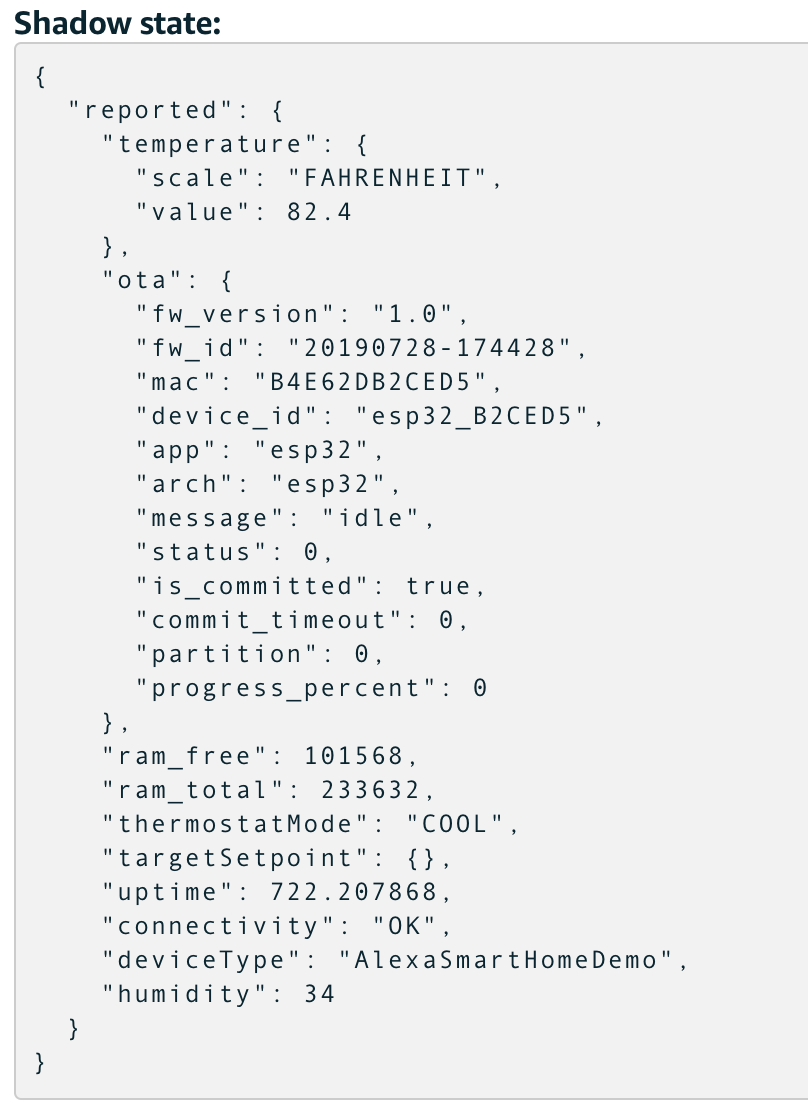 Shadow state:
{
  "reported": {
    "temperature": {
      "scale": "FAHRENHEIT",
      "value": 82.4
    },
    "ota": {
      "fw_version": "1.0",
      "fw_id": "20190728-174428",
      "mac": "B4E62DB2CED5",
      "device_id": "esp32_B2CED5",
      "app": "esp32",
      "arch": "esp32",
      "message": "idle",
      "status": 0,
      "is_committed": true,
      "commit_timeout": 0,
      "partition": 0,
      "progress_percent": 0
    },
    "ram_free": 101568,
    "ram_total": 233632,
    "thermostatMode": "COOL",
    "targetSetpoint": {},
    "uptime": 722.207868,
    "connectivity": "OK",
    "deviceType": "AlexaSmartHomeDemo",
    "humidity": 34
  }
}